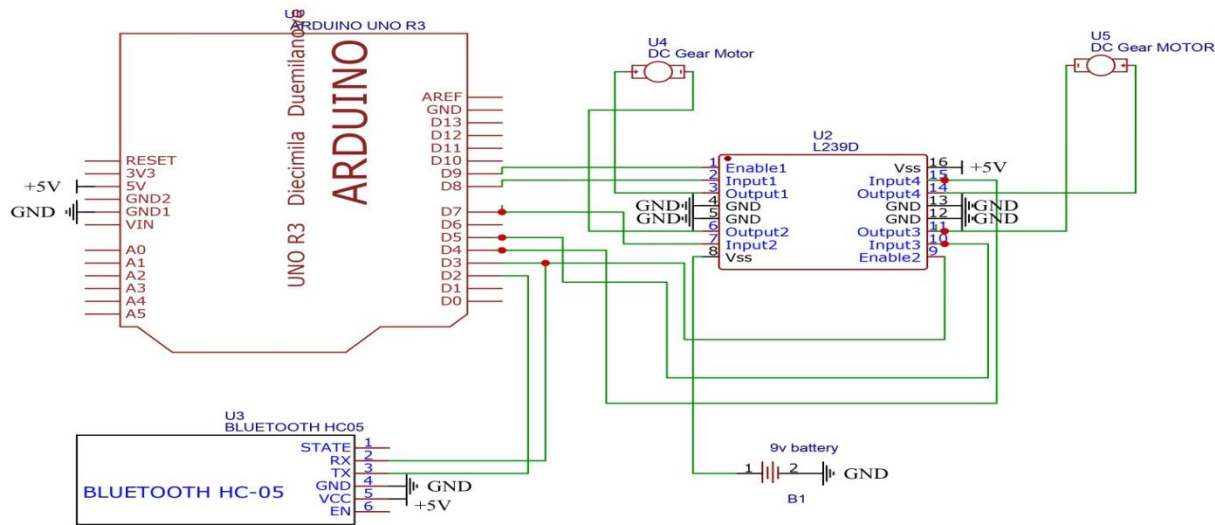 U1
ARDUINO UNO R3
UNO R3 Diecimila Duemilanove
ARDUINO
RESET
3V3
5V
GND2
GND1
VIN
A0
A1
A2
A3
A4
A5
+5V
GND
AREF
GND
D13
D12
D11
D10
D9
D8
D7
D6
D5
D4
D3
D2
D1
D0
U4
DC Gear Motor
+ -
U5
DC Gear MOTOR
+ -
U2
L239D
1 Enable1
2 Input1
3 Output1
4 GND
5 GND
6 Output2
7 Input2
8 Vss
Vss 16
Input4 15
Output4 14
GND 13
GND 12
Output3 11
Input3 10
Enable2 9
GND
GND
+5V
GND
GND
U3
BLUETOOTH HC05
BLUETOOTH HC-05
STATE 1
RX 2
TX 3
GND 4
VCC 5
EN 6
GND
+5V
9v battery
1 2
GND
B1